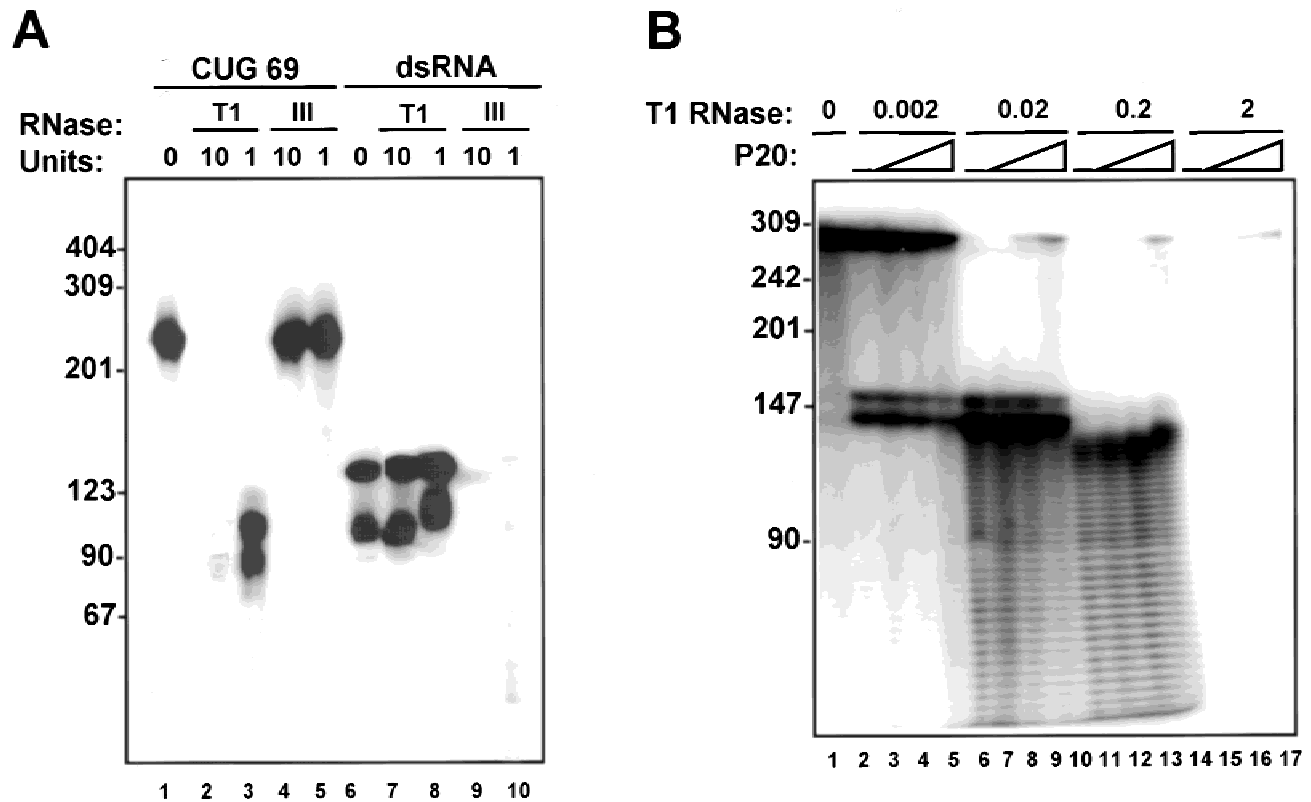 A
CUG 69 dsRNA
RNase: T1 III T1 III
Units: 0 10 1 10 1 0 10 1 10 1
404
309
201
123
90
67
1 2 3 4 5 6 7 8 9 10
B
T1 RNase: 0 0.002 0.02 0.2 2
P20:
309
242
201
147
90
1 2 3 4 5 6 7 8 9 10 11 12 13 14 15 16 17